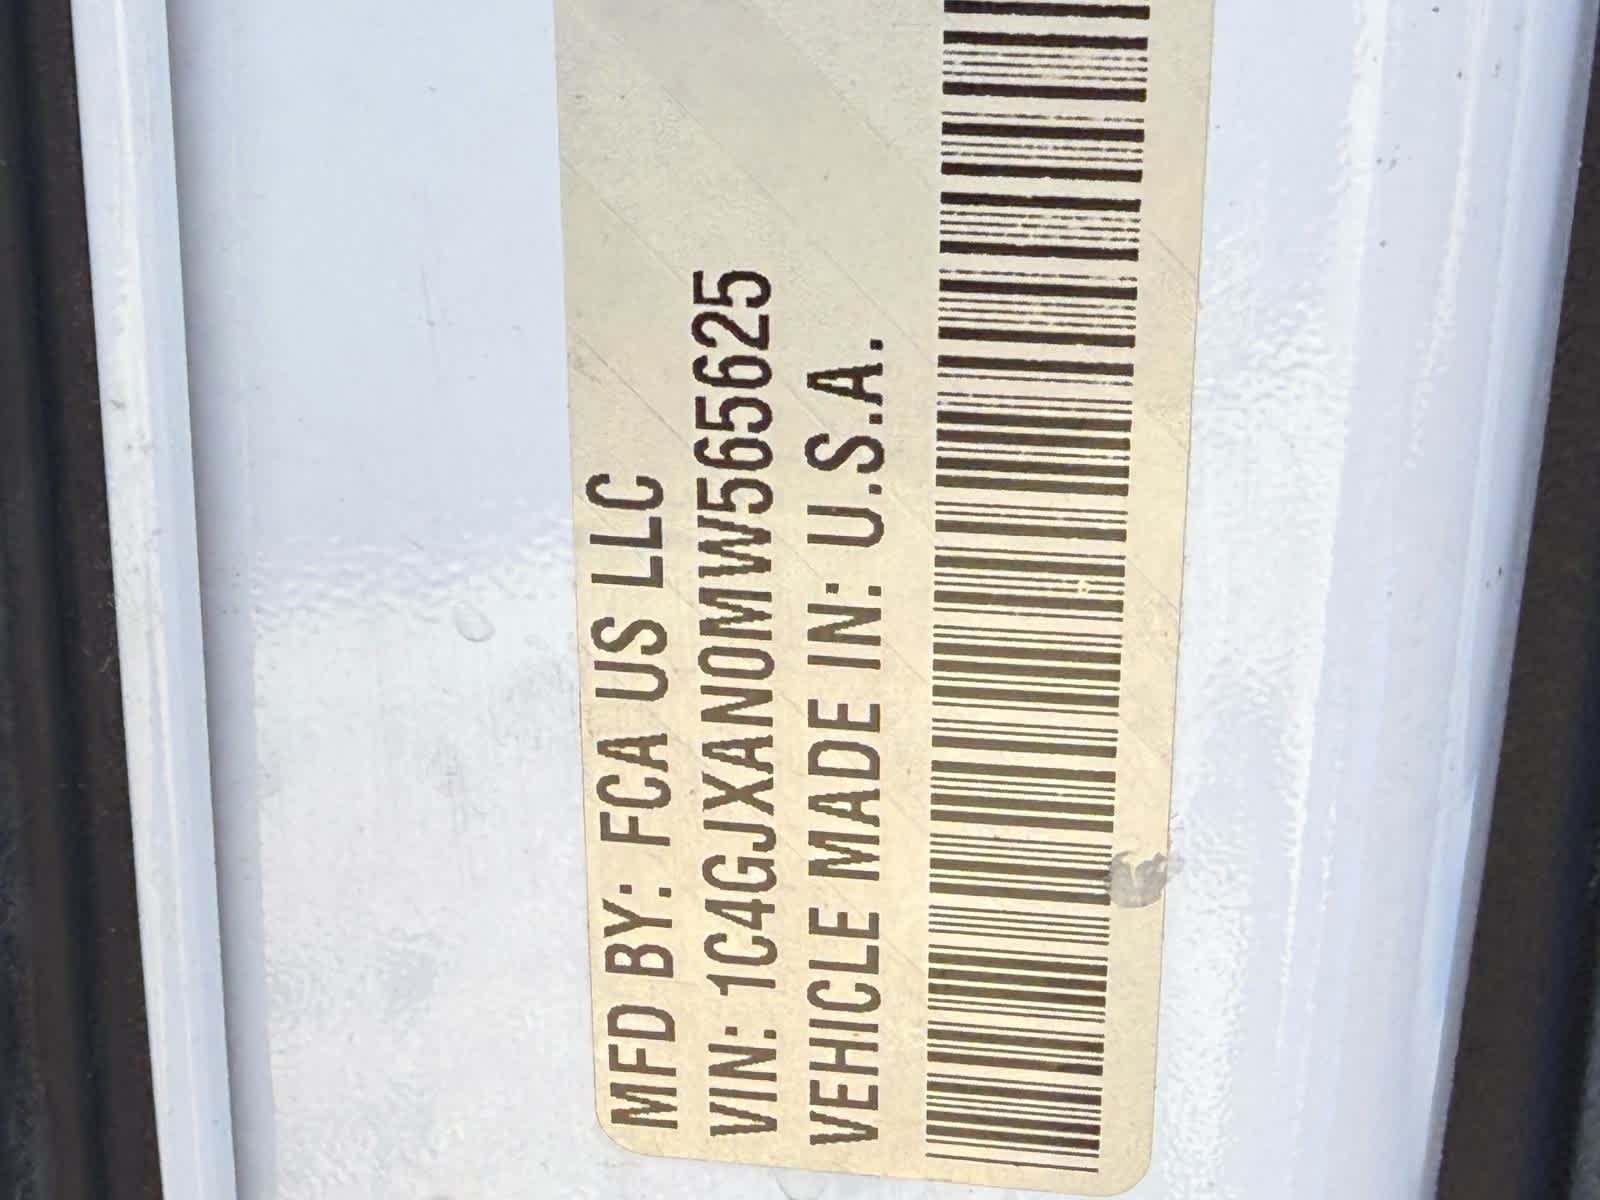 MFD BY: FCA US LLC
VIN: 1C4GJXAN0MW565625
VEHICLE MADE IN: U.S.A.